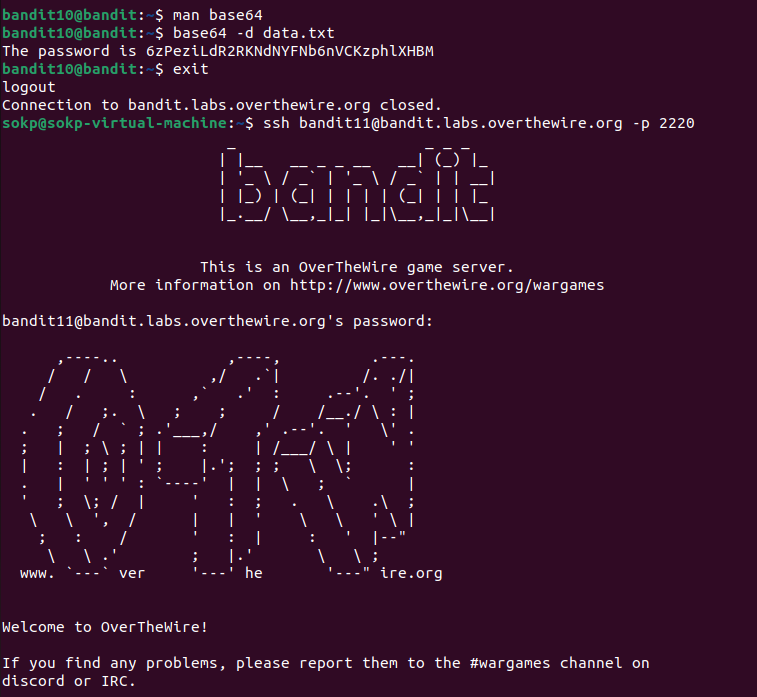 bandit10@bandit:~$ man base64
bandit10@bandit:~$ base64 -d data.txt
The password is 6zPeziLdR2RKNdNYFNb6nVCKzphlXHBM
bandit10@bandit:~$ exit
logout
Connection to bandit.labs.overthewire.org closed.
sokp@sokp-virtual-machine:~$ ssh bandit11@bandit.labs.overthewire.org -p 2220
bandit
This is an OverTheWire game server.
More information on http://www.overthewire.org/wargames
bandit11@bandit.labs.overthewire.org's password:
www. ver he ire.org
Welcome to OverTheWire!
If you find any problems, please report them to the #wargames channel on
discord or IRC.